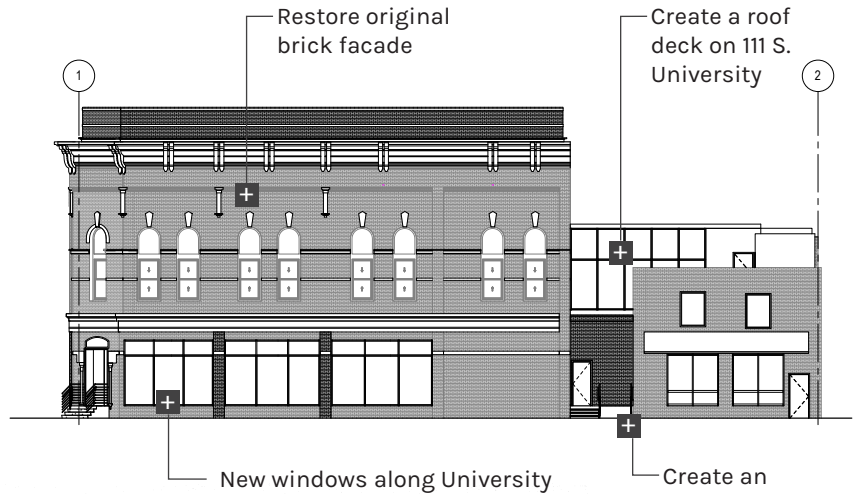 Restore original
brick facade
Create a roof
deck on 111 S.
University
1
2
New windows along University
Create an